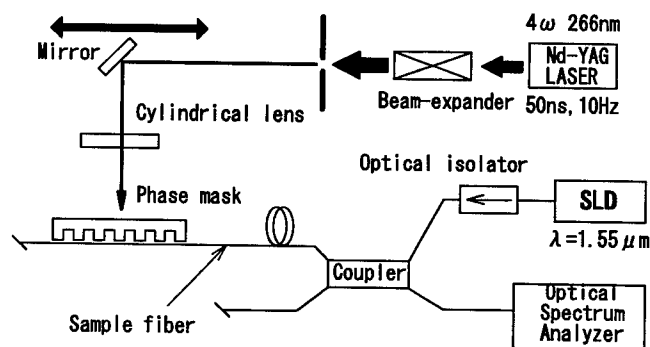 4ω 266nm
Mirror
Nd-YAG
LASER
Beam-expander
50ns, 10Hz
Cylindrical lens
Optical isolator
Phase mask
SLD
λ=1.55μm
Coupler
Sample fiber
Optical
Spectrum
Analyzer